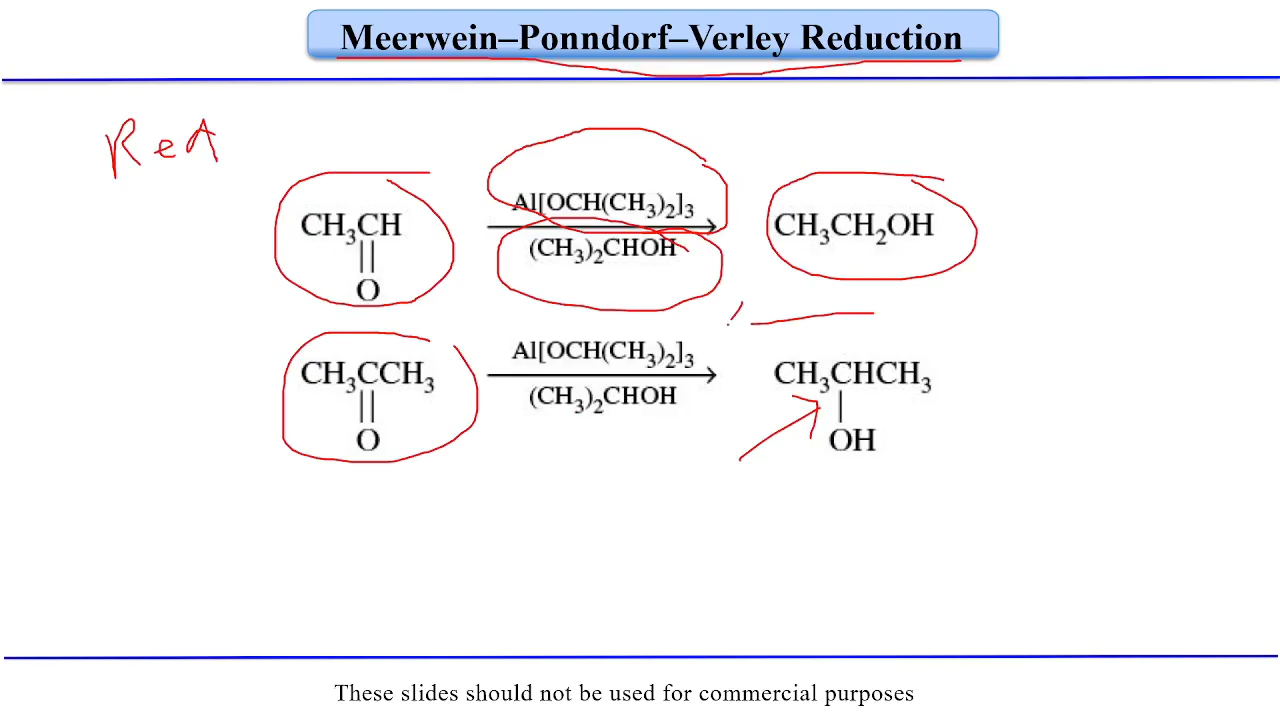 Meerwein–Ponndorf–Verley Reduction
Red
CH₃CH
||
O
Al[OCH(CH₃)₂]₃
(CH₃)₂CHOH
CH₃CH₂OH
CH₃CCH₃
||
O
Al[OCH(CH₃)₂]₃
(CH₃)₂CHOH
CH₃CHCH₃
|
OH
These slides should not be used for commercial purposes